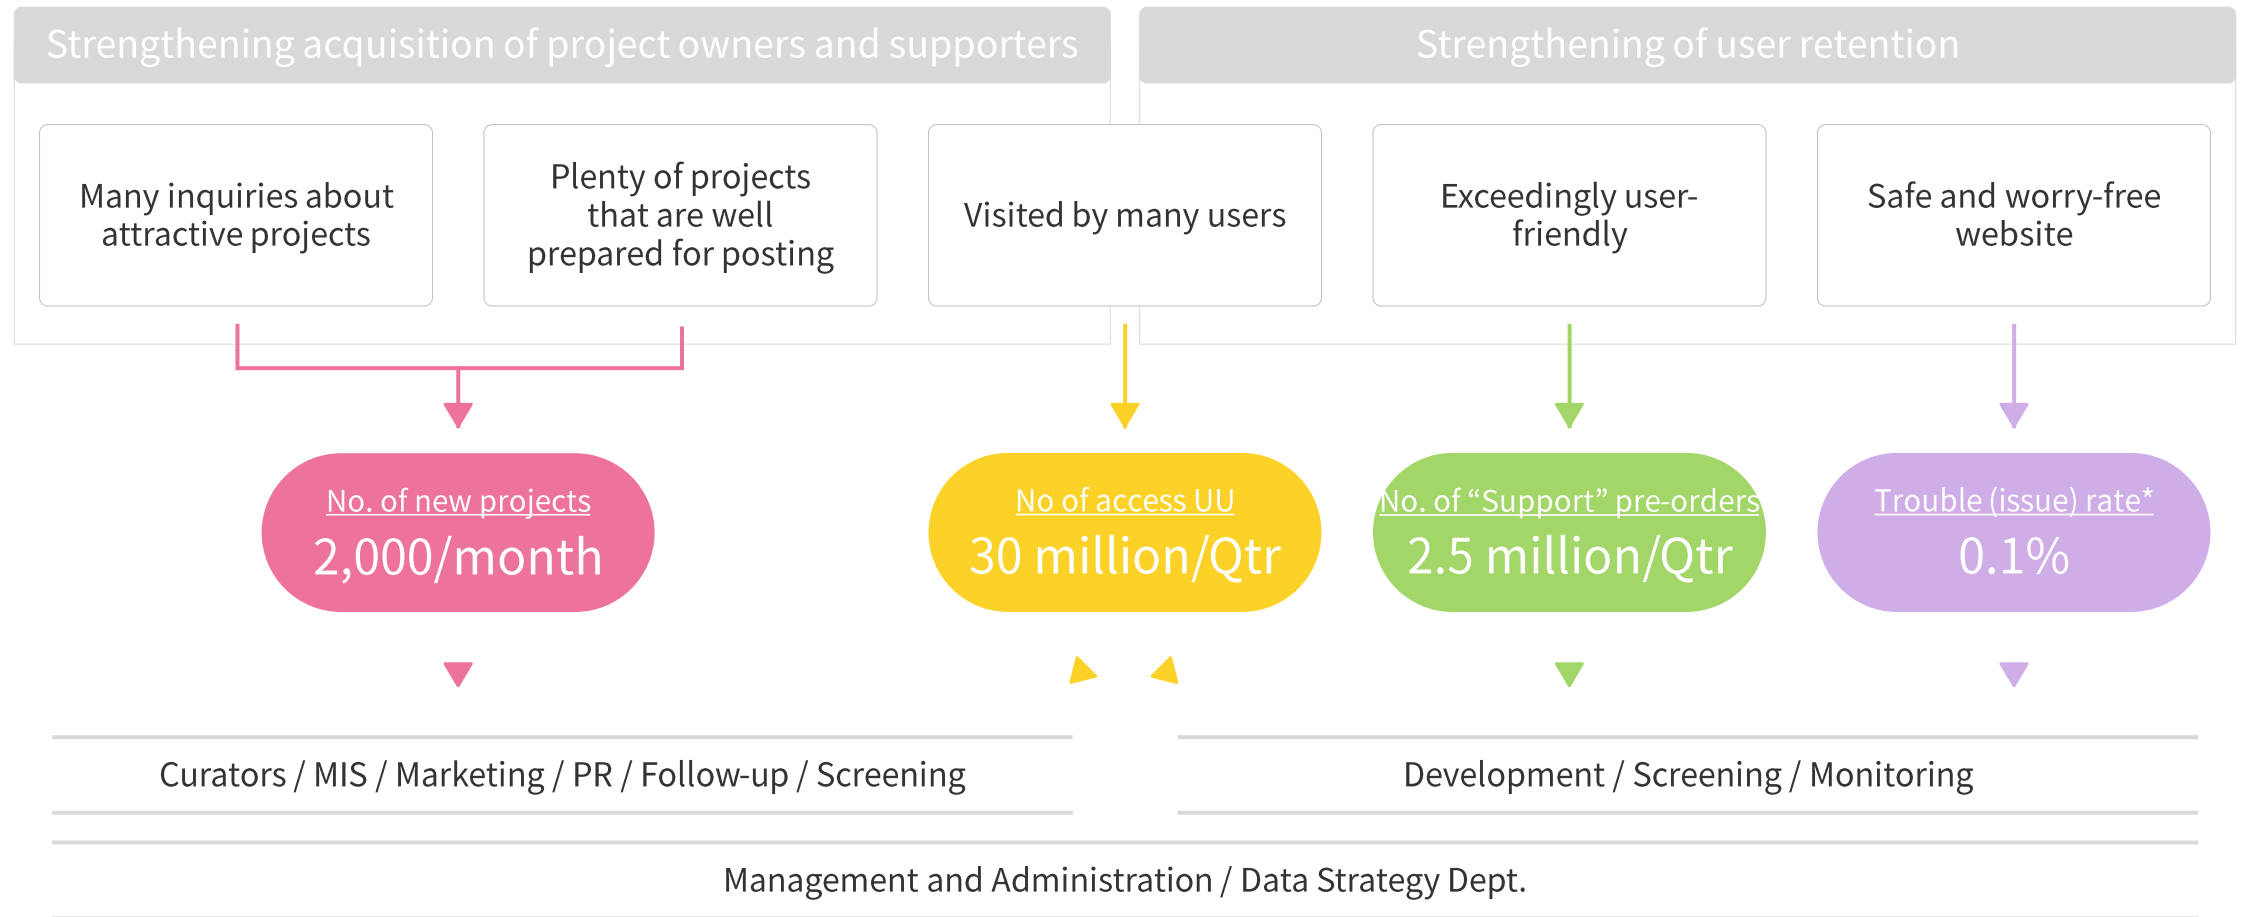 Strengthening acquisition of project owners and supporters
Strengthening of user retention
Many inquiries about
attractive projects
Plenty of projects
that are well
prepared for posting
Visited by many users
Exceedingly user-
friendly
Safe and worry-free
website
No. of new projects
2,000/month
No of access UU
30 million/Qtr
No. of “Support” pre-orders
2.5 million/Qtr
Trouble (issue) rate*
0.1%
Curators / MIS / Marketing / PR / Follow-up / Screening
Development / Screening / Monitoring
Management and Administration / Data Strategy Dept.